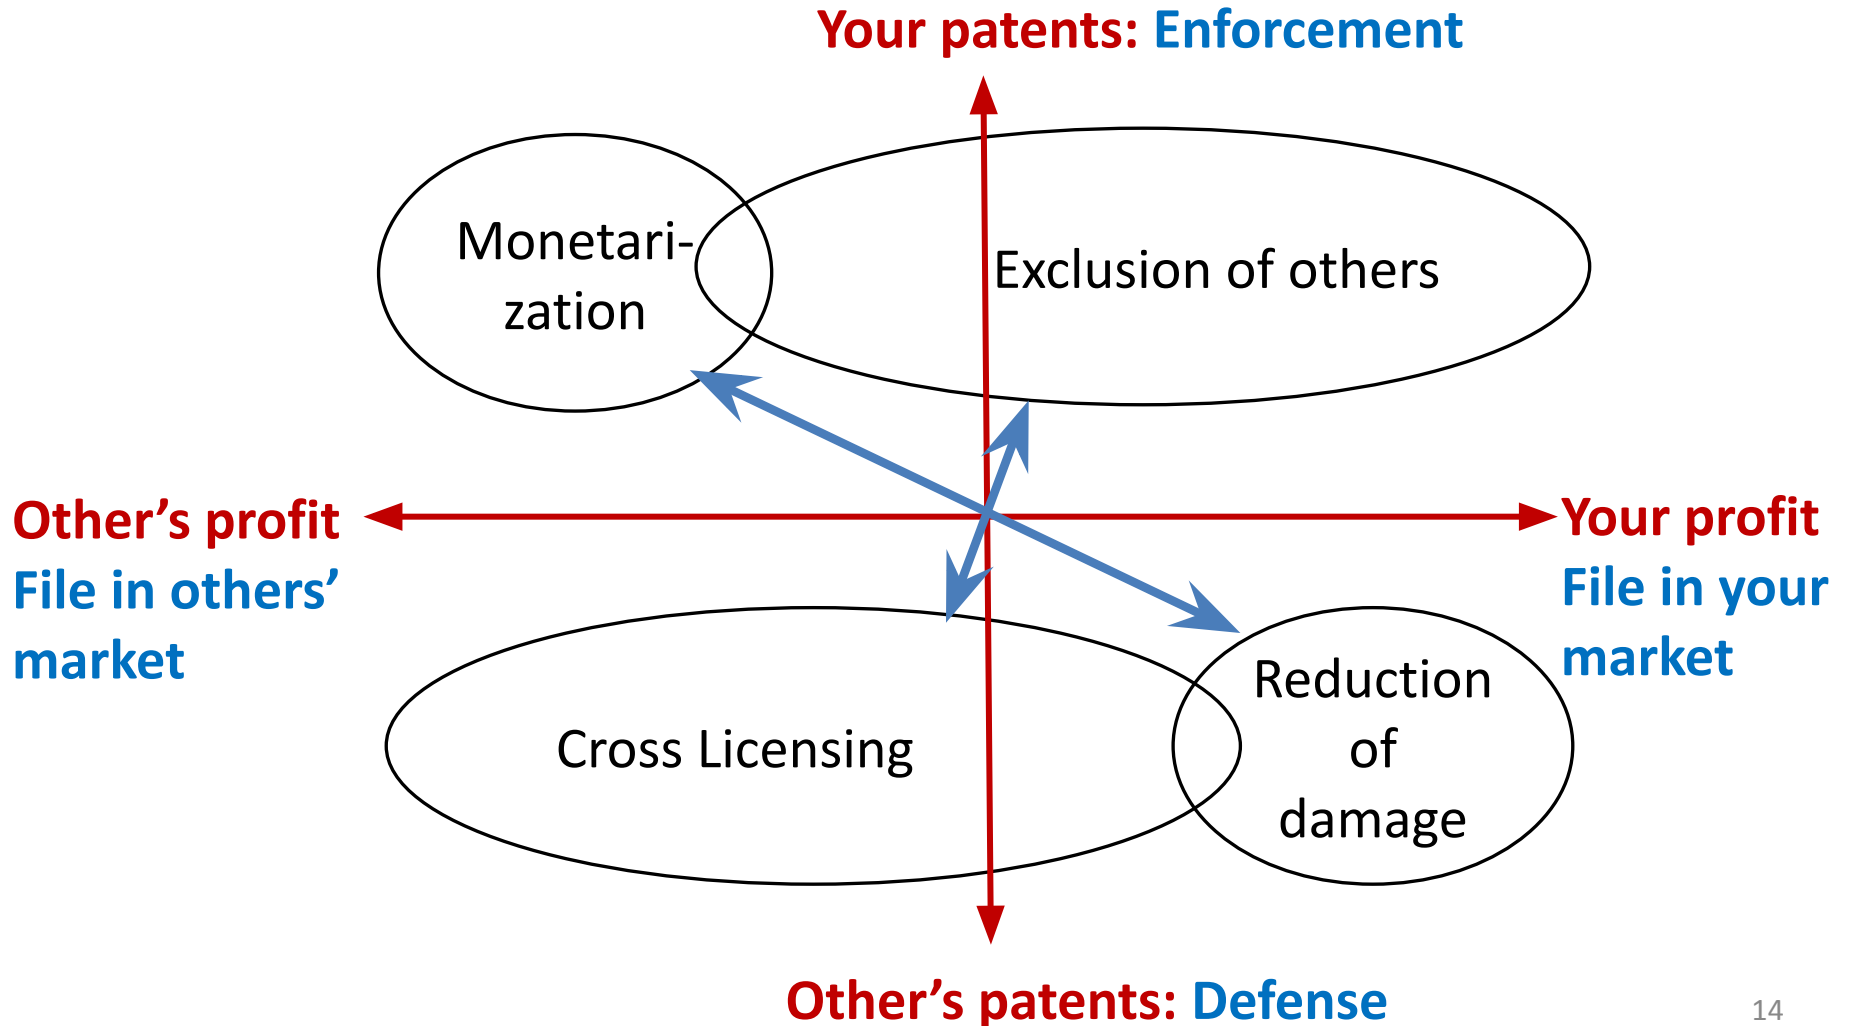 Your patents: Enforcement
Monetari-
zation
Exclusion of others
Other’s profit
File in others’
market
Your profit
File in your
market
Cross Licensing
Reduction
of
damage
Other’s patents: Defense
14